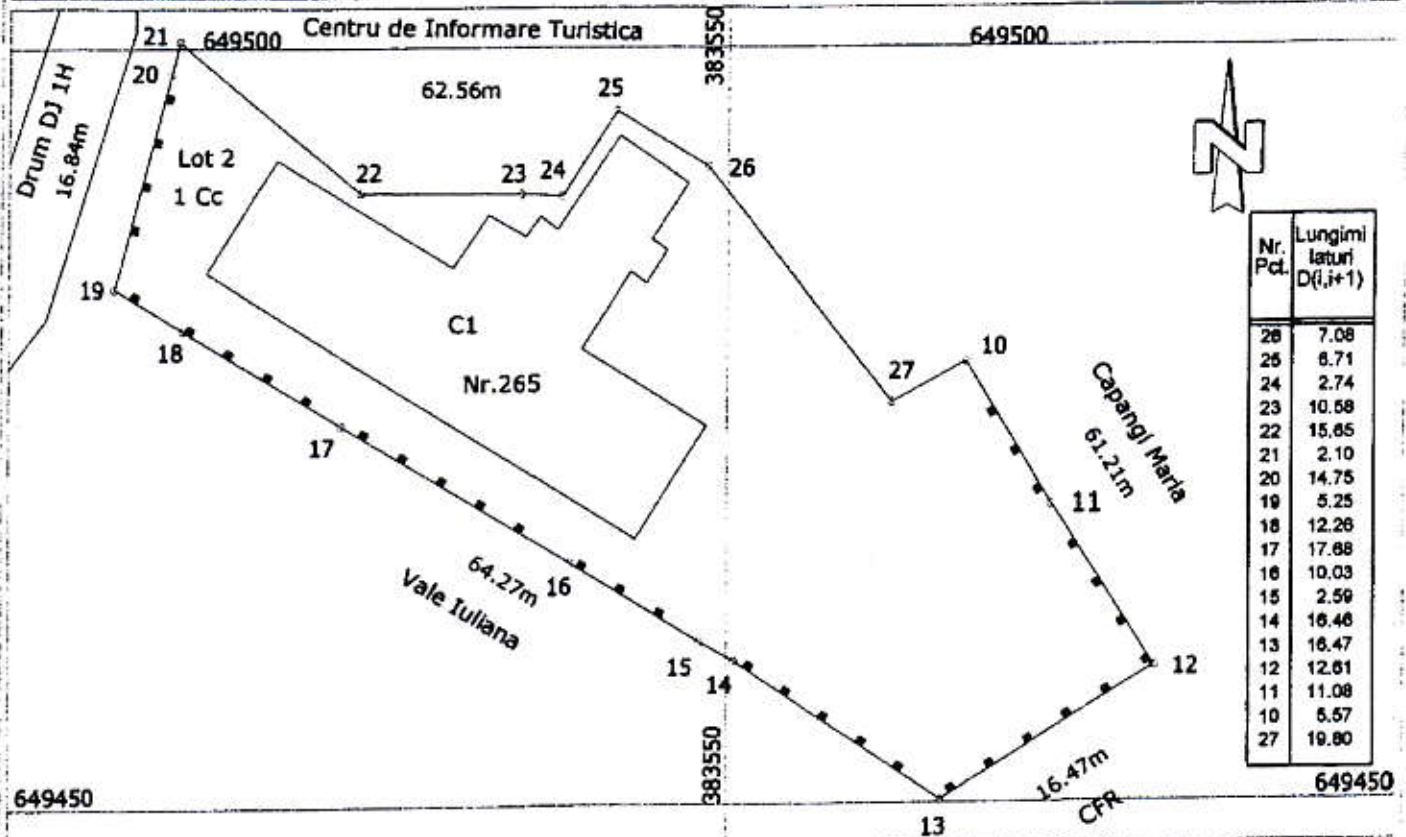 Centru de Informare Turistica
649500
649500
383550
21
20
62.56m
25
26
Drum DJ 1H
16.84m
Lot 2
1 Cc
22
23
24
19
18
C1
Nr.265
27
10
Capangi Maria
61.21m
11
17
16
64.27m
Vale Iuliana
15
14
12
16.47m
CFR
13
383550
649450
649450
Nr. Pct. Lungimi laturi D(i,i+1)
26 7.08
25 6.71
24 2.74
23 10.58
22 15.65
21 2.10
20 14.75
19 5.25
18 12.26
17 17.68
16 10.03
15 2.59
14 16.46
13 16.47
12 12.61
11 11.08
10 5.57
27 19.80